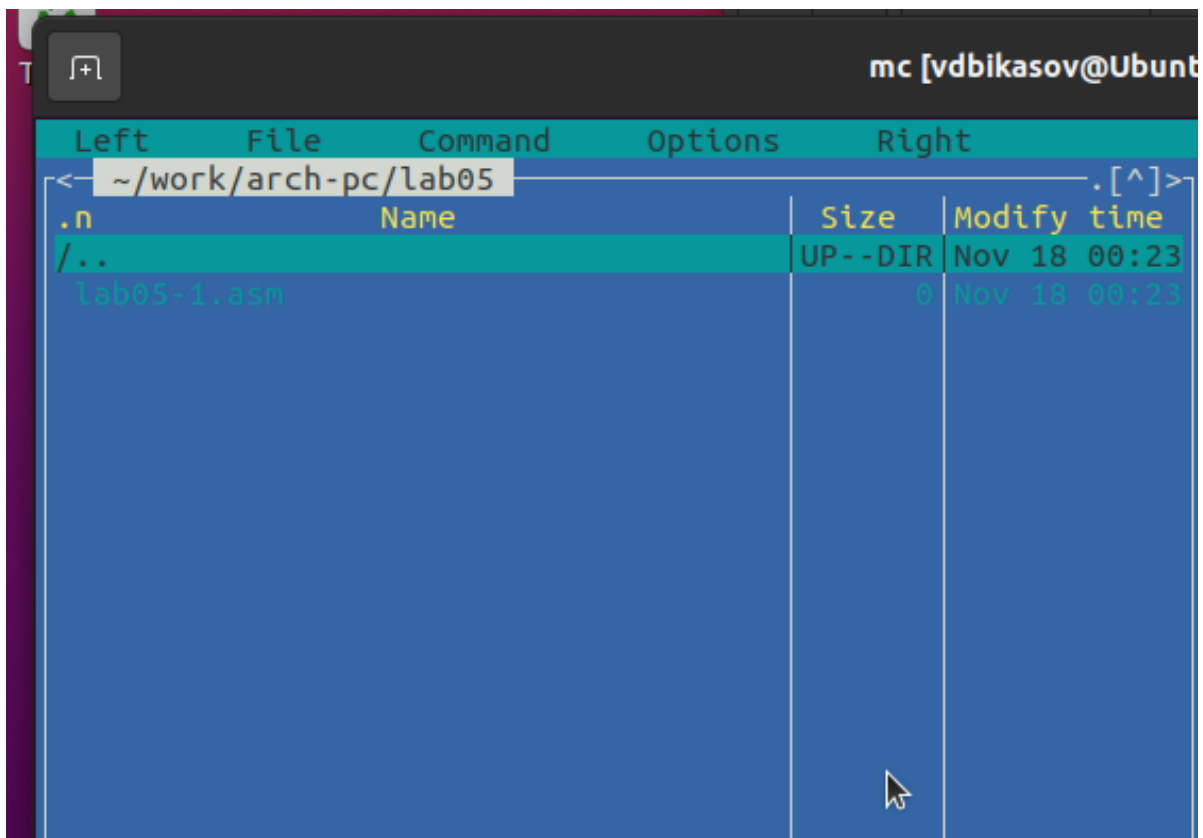 T
mc [vdbikasov@Ubunt
Left File Command Options Right
<─ ~/work/arch-pc/lab05 ─.[^]>
.n Name Size Modify time
/.. UP--DIR Nov 18 00:23
lab05-1.asm 0 Nov 18 00:23